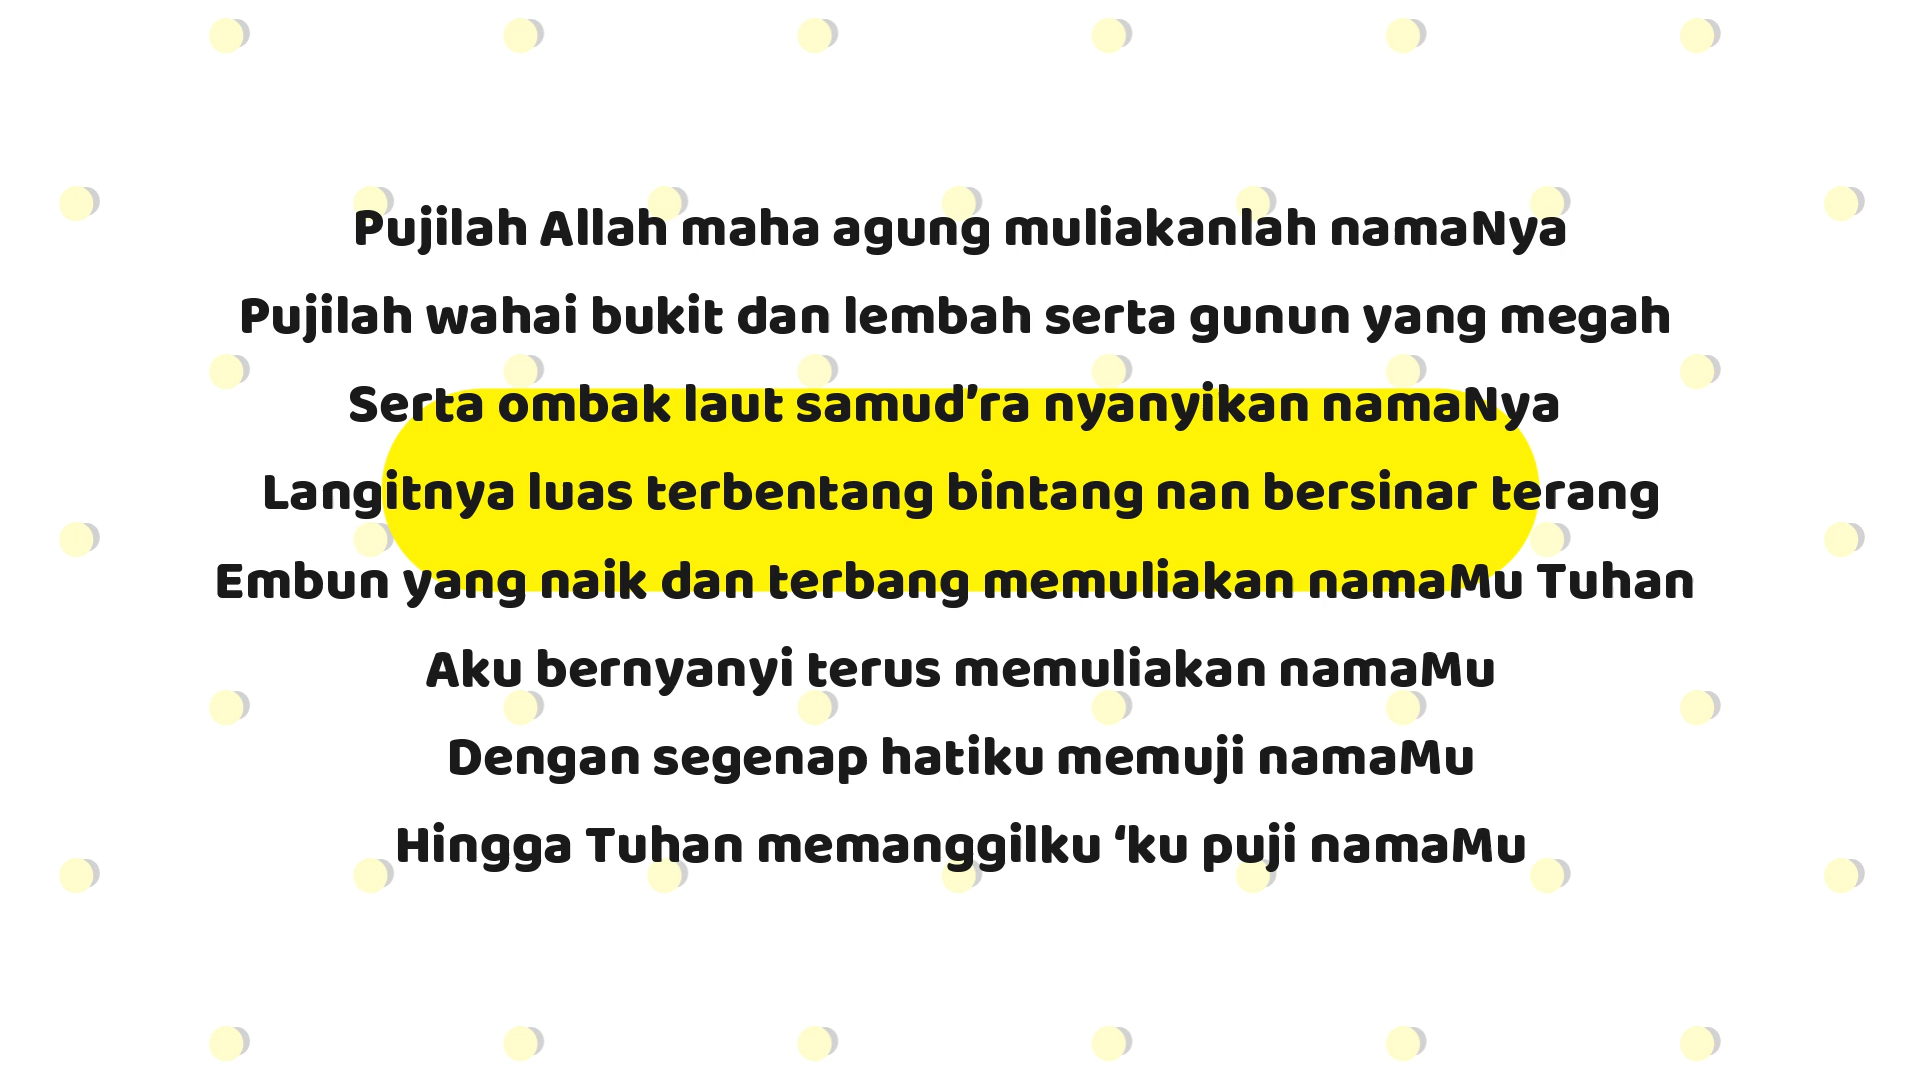 Pujilah Allah maha agung muliakanlah namaNya
Pujilah wahai bukit dan lembah serta gunun yang megah
Serta ombak laut samud’ra nyanyikan namaNya
Langitnya luas terbentang bintang nan bersinar terang
Embun yang naik dan terbang memuliakan namaMu Tuhan
Aku bernyanyi terus memuliakan namaMu
Dengan segenap hatiku memuji namaMu
Hingga Tuhan memanggilku ‘ku puji namaMu